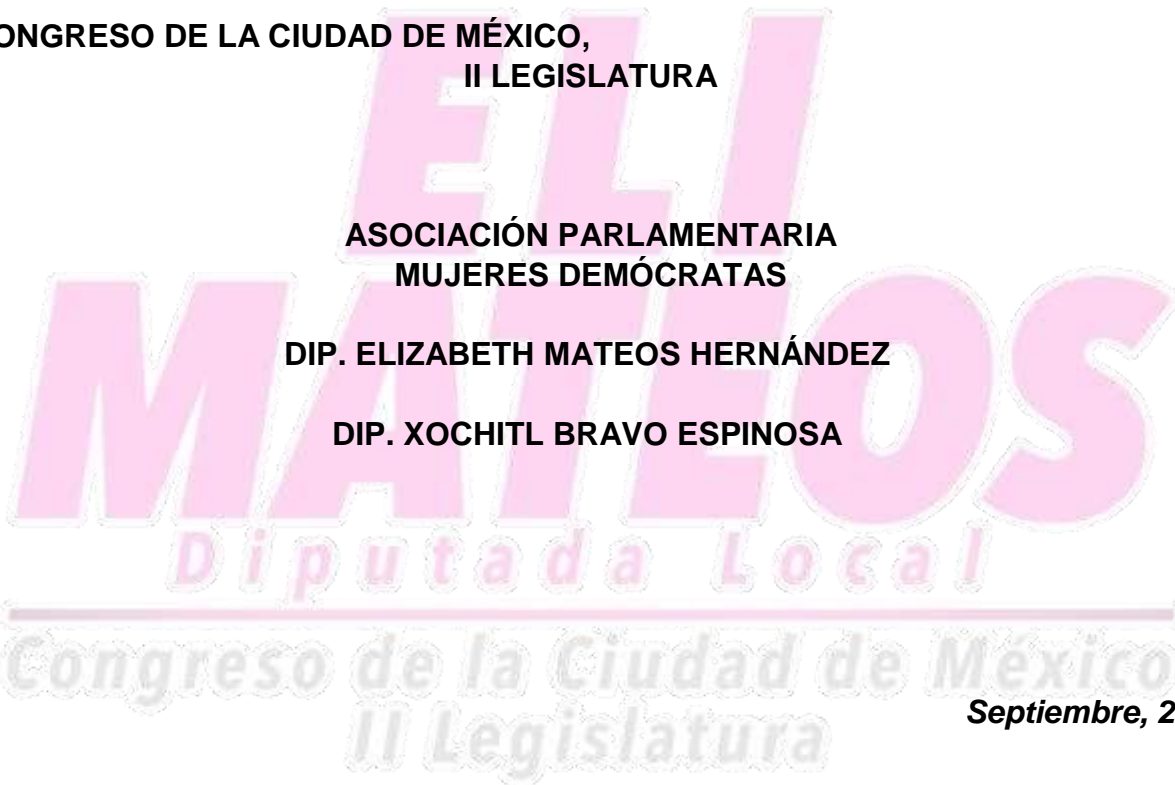 ONGRESO DE LA CIUDAD DE MÉXICO,
II LEGISLATURA
ELI
MATEOS
Diputada Local
Congreso de la Ciudad de México
II Legislatura
ASOCIACIÓN PARLAMENTARIA
MUJERES DEMÓCRATAS
DIP. ELIZABETH MATEOS HERNÁNDEZ
DIP. XOCHITL BRAVO ESPINOSA
Septiembre, 2